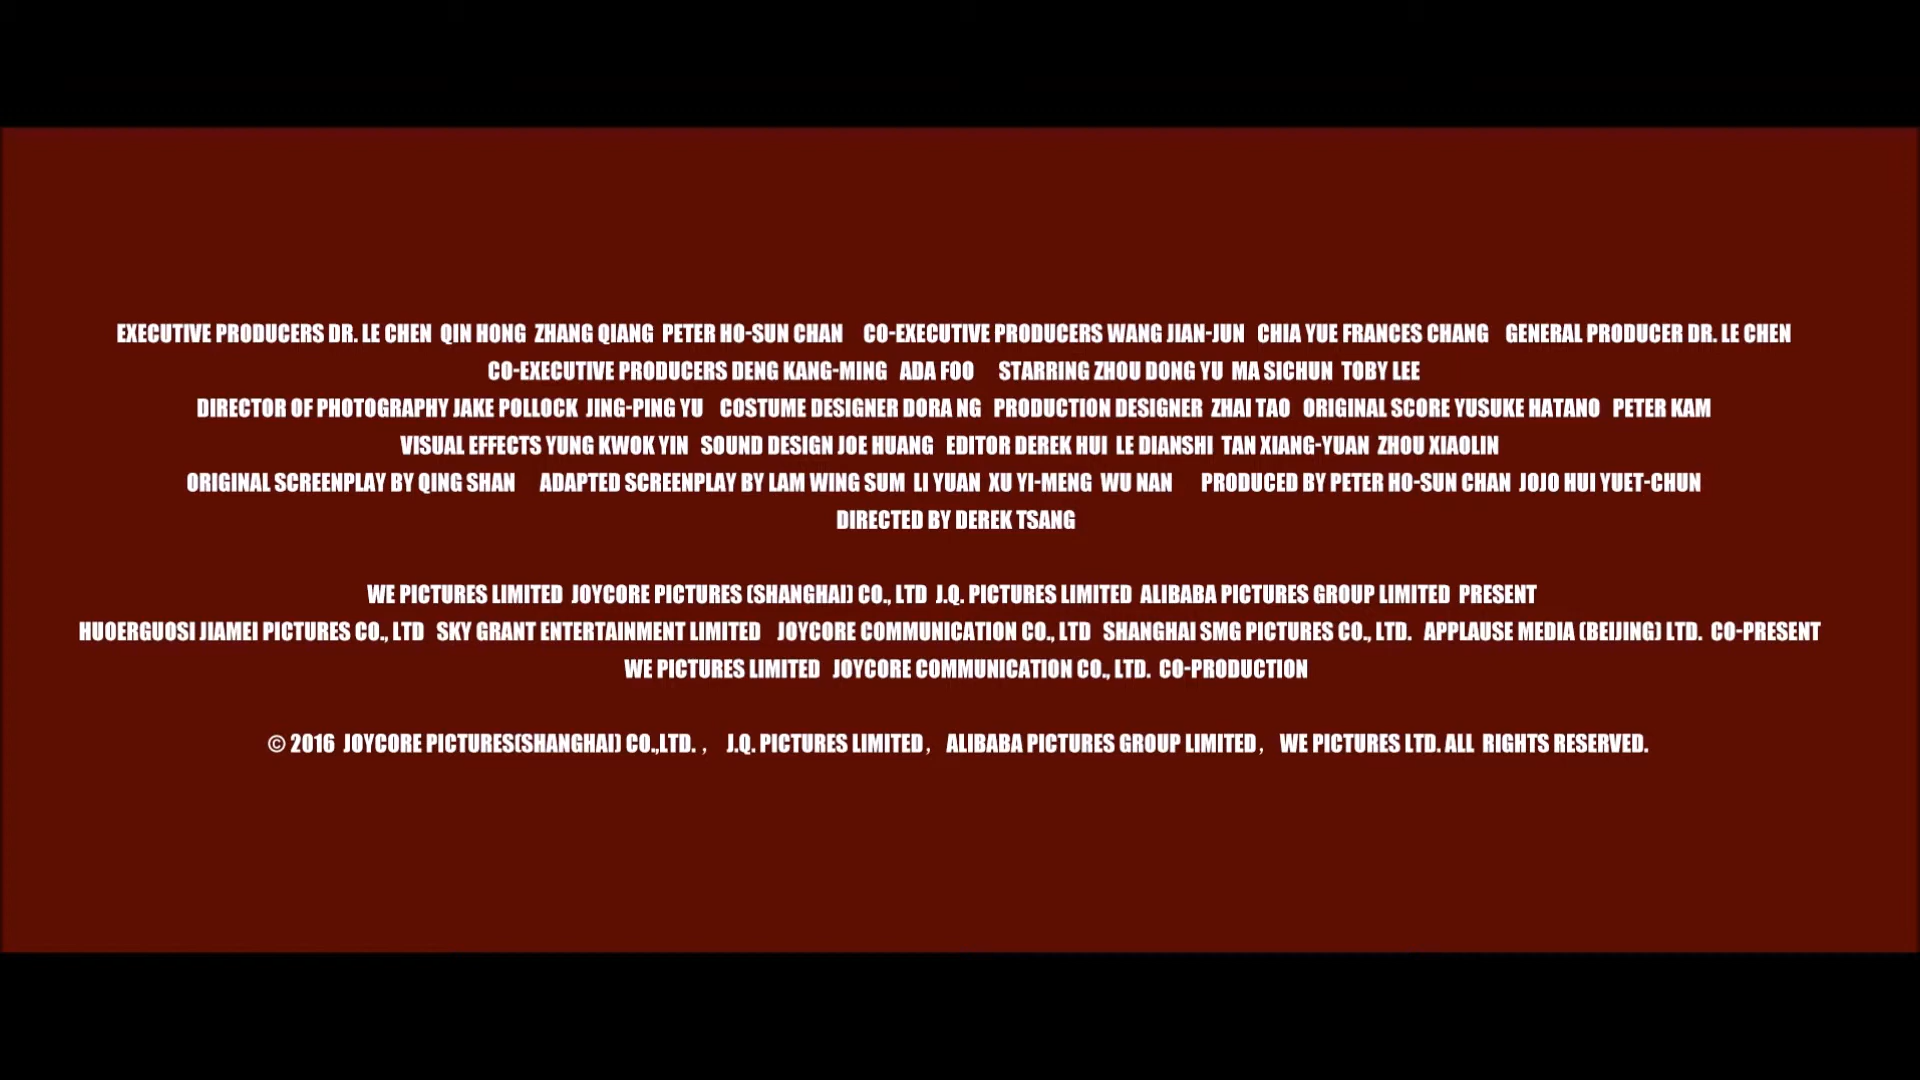 EXECUTIVE PRODUCERS DR. LE CHEN QIN HONG ZHANG QIANG PETER HO-SUN CHAN CO-EXECUTIVE PRODUCERS WANG JIAN-JUN CHIA YUE FRANCES CHANG GENERAL PRODUCER DR. LE CHEN
CO-EXECUTIVE PRODUCERS DENG KANG-MING ADA FOO STARRING ZHOU DONG YU MA SICHUN TOBY LEE
DIRECTOR OF PHOTOGRAPHY JAKE POLLOCK JING-PING YU COSTUME DESIGNER DORA NG PRODUCTION DESIGNER ZHAI TAO ORIGINAL SCORE YUSUKE HATANO PETER KAM
VISUAL EFFECTS YUNG KWOK YIN SOUND DESIGN JOE HUANG EDITOR DEREK HUI LE DIANSHI TAN XIANG-YUAN ZHOU XIAOLIN
ORIGINAL SCREENPLAY BY QING SHAN ADAPTED SCREENPLAY BY LAM WING SUM LI YUAN XU YI-MENG WU NAN PRODUCED BY PETER HO-SUN CHAN JOJO HUI YUET-CHUN
DIRECTED BY DEREK TSANG
WE PICTURES LIMITED JOYCORE PICTURES (SHANGHAI) CO., LTD J.Q. PICTURES LIMITED ALIBABA PICTURES GROUP LIMITED PRESENT
HUOERGUOSI JIAMEI PICTURES CO., LTD SKY GRANT ENTERTAINMENT LIMITED JOYCORE COMMUNICATION CO., LTD SHANGHAI SMG PICTURES CO., LTD. APPLAUSE MEDIA (BEIJING) LTD. CO-PRESENT
WE PICTURES LIMITED JOYCORE COMMUNICATION CO., LTD. CO-PRODUCTION
© 2016 JOYCORE PICTURES(SHANGHAI) CO.,LTD. , J.Q. PICTURES LIMITED, ALIBABA PICTURES GROUP LIMITED, WE PICTURES LTD. ALL RIGHTS RESERVED.